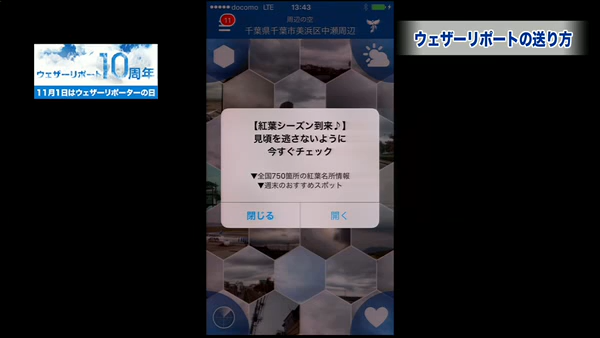 docomo LTE 13:43
11
周辺の空
千葉県千葉市美浜区中瀬周辺
ウェザーリポートの送り方
ウェザーリポート10周年
11月1日はウェザーリポーターの日
【紅葉シーズン到来♪】
見頃を逃さないように
今すぐチェック
▼全国750箇所の紅葉名所情報
▼週末のおすすめスポット
閉じる
開く